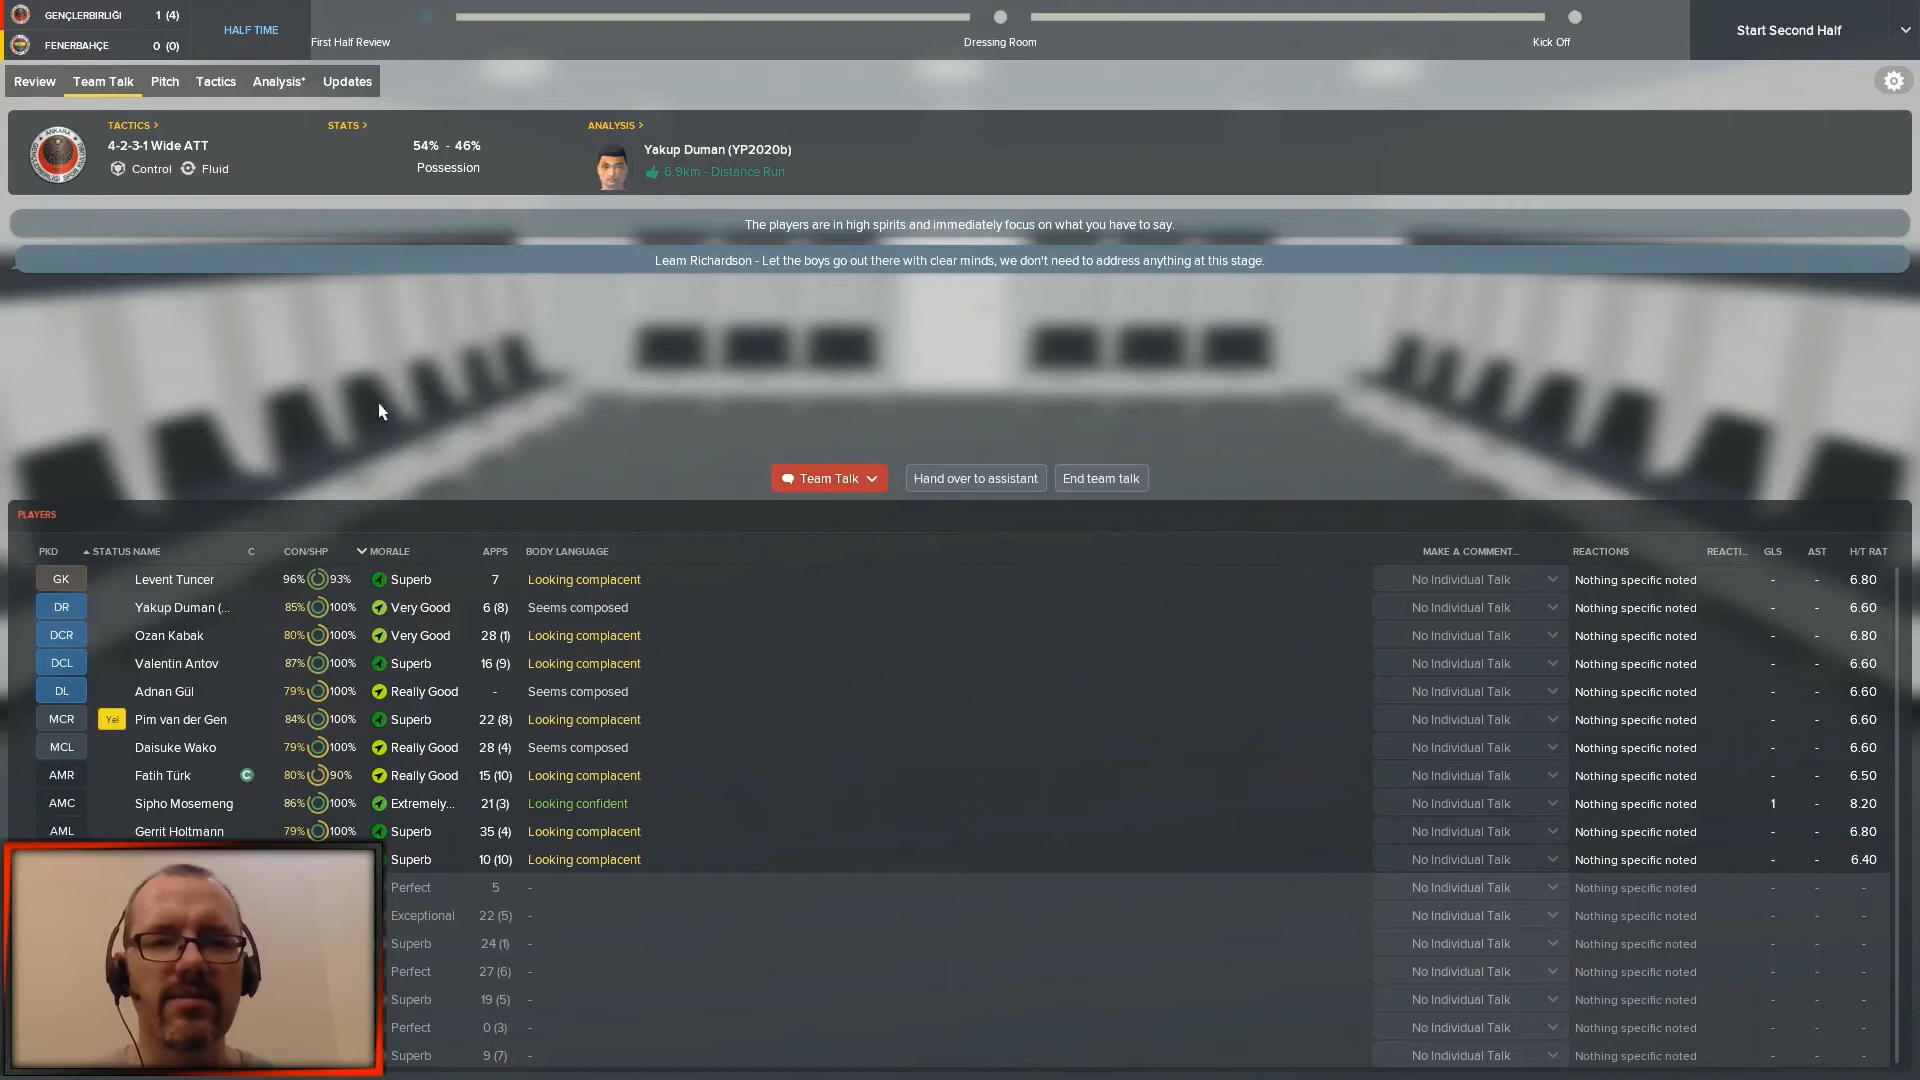 GENÇLERBIRLIĞI 1 (4)
FENERBAHÇE 0 (0)
HALF TIME
First Half Review
Dressing Room
Kick Off
Start Second Half
Review Team Talk Pitch Tactics Analysis* Updates
TACTICS >
4-2-3-1 Wide ATT
Control Fluid
STATS >
54% - 46%
Possession
ANALYSIS >
Yakup Duman (YP2020b)
6.9km - Distance Run
The players are in high spirits and immediately focus on what you have to say.
Leam Richardson - Let the boys go out there with clear minds, we don't need to address anything at this stage.
Team Talk Hand over to assistant End team talk
PLAYERS
PKD STATUS NAME C CON/SHP MORALE APPS BODY LANGUAGE MAKE A COMMENT... REACTIONS REACTI... GLS AST H/T RAT
GK Levent Tuncer 96% 93% Superb 7 Looking complacent No Individual Talk Nothing specific noted - - 6.80
DR Yakup Duman (... 85% 100% Very Good 6 (8) Seems composed No Individual Talk Nothing specific noted - - 6.60
DCR Ozan Kabak 80% 100% Very Good 28 (1) Looking complacent No Individual Talk Nothing specific noted - - 6.80
DCL Valentin Antov 87% 100% Superb 16 (9) Looking complacent No Individual Talk Nothing specific noted - - 6.60
DL Adnan Gül 79% 100% Really Good - Seems composed No Individual Talk Nothing specific noted - - 6.60
MCR Yel Pim van der Gen 84% 100% Superb 22 (8) Looking complacent No Individual Talk Nothing specific noted - - 6.60
MCL Daisuke Wako 79% 100% Really Good 28 (4) Seems composed No Individual Talk Nothing specific noted - - 6.60
AMR Fatih Türk C 80% 90% Really Good 15 (10) Looking complacent No Individual Talk Nothing specific noted - - 6.50
AMC Sipho Mosemeng 86% 100% Extremely... 21 (3) Looking confident No Individual Talk Nothing specific noted 1 - 8.20
AML Gerrit Holtmann 79% 100% Superb 35 (4) Looking complacent No Individual Talk Nothing specific noted - - 6.80
Superb 10 (10) Looking complacent No Individual Talk Nothing specific noted - - 6.40
Perfect 5 - No Individual Talk Nothing specific noted - - -
Exceptional 22 (5) - No Individual Talk Nothing specific noted - - -
Superb 24 (1) - No Individual Talk Nothing specific noted - - -
Perfect 27 (6) - No Individual Talk Nothing specific noted - - -
Superb 19 (5) - No Individual Talk Nothing specific noted - - -
Perfect 0 (3) - No Individual Talk Nothing specific noted - - -
Superb 9 (7) - No Individual Talk Nothing specific noted - - -